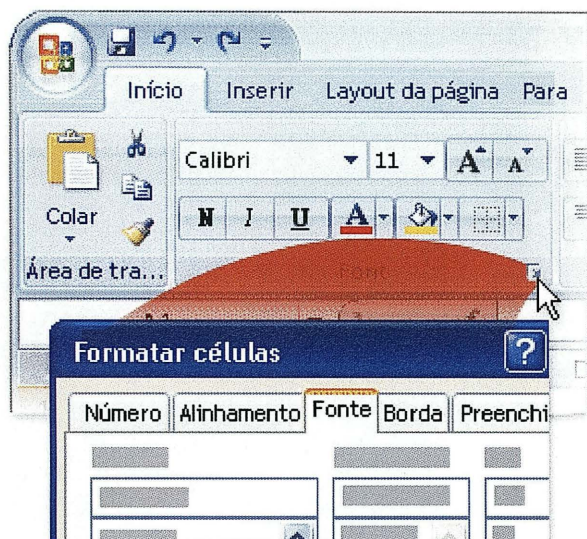 Início Inserir Layout da página Para
Calibri 11 A A
Colar N I U A
Área de tra... Font
Formatar células ?
Número Alinhamento Fonte Borda Preenchi